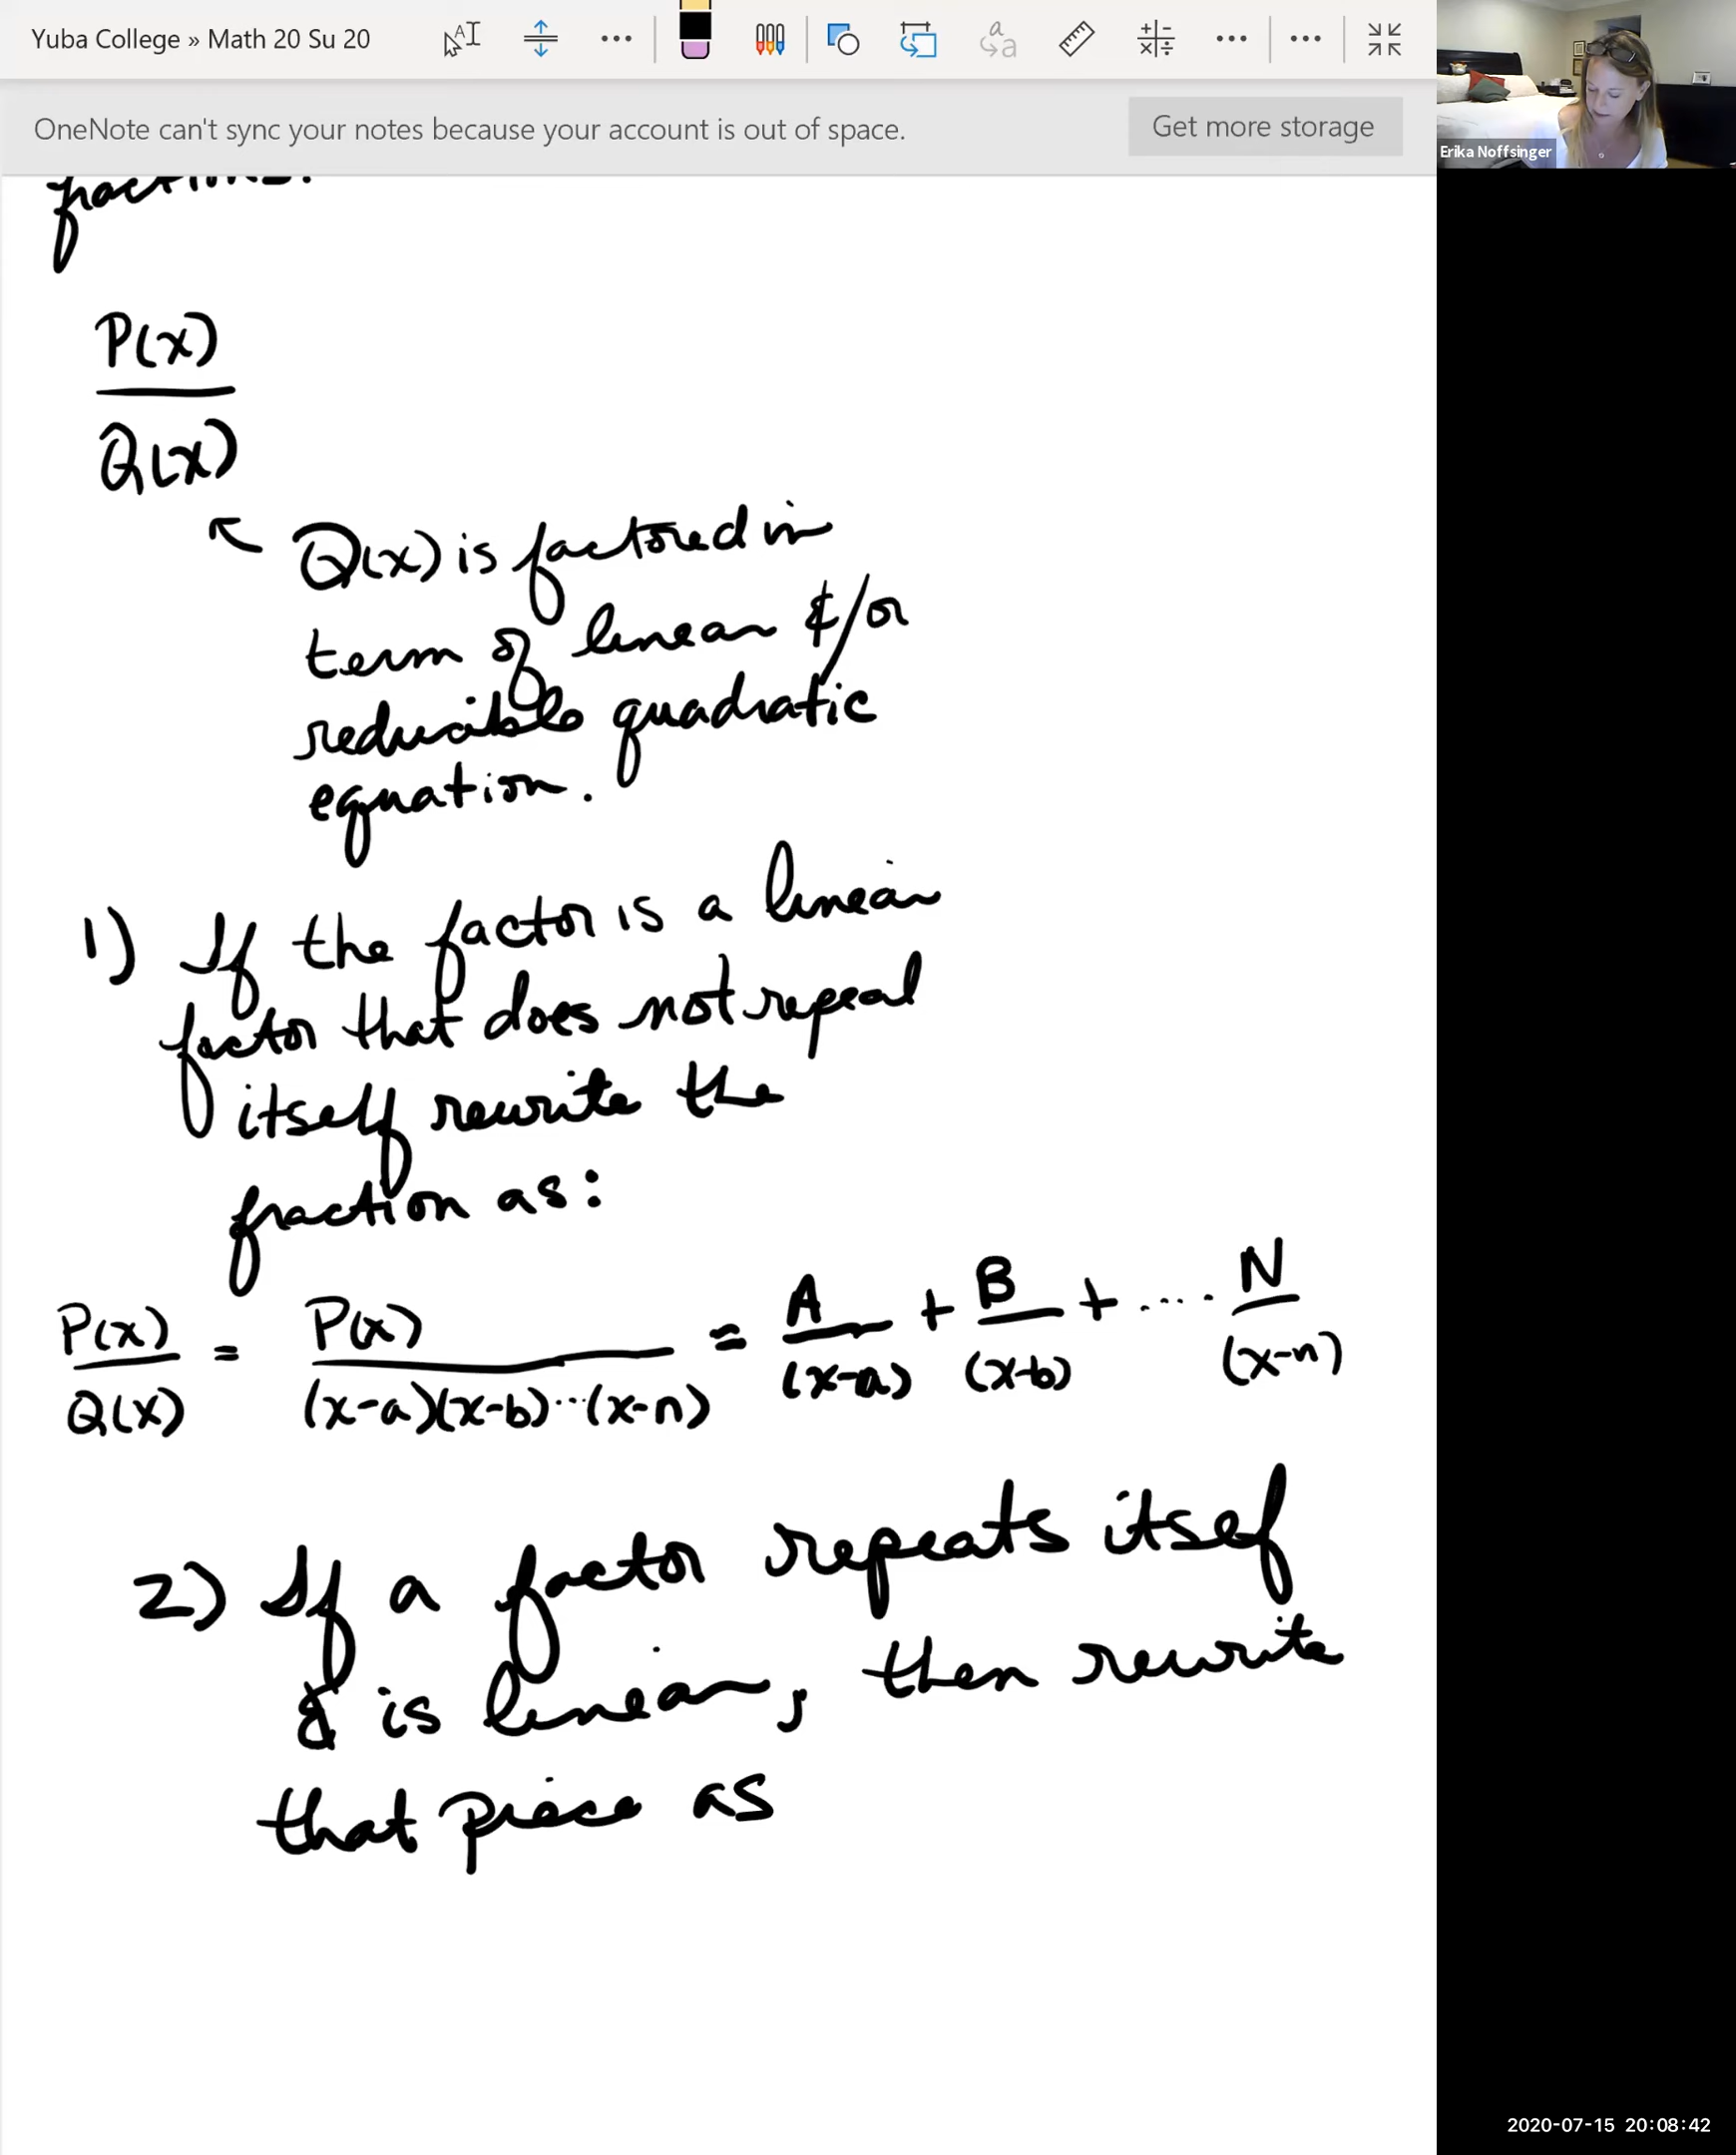 Yuba College » Math 20 Su 20
OneNote can't sync your notes because your account is out of space.
Get more storage
Erika Noffsinger
fractions.
P(x)
Q(x)
Q(x) is factored in
term of linear &/or
reducible quadratic
equation.
1) If the factor is a linear
factor that does not repeat
itself rewrite the
fraction as:
P(x)/Q(x) = P(x)/(x-a)(x-b)...(x-n) = A/(x-a) + B/(x-b) + .... N/(x-n)
2) If a factor repeats itself
& is linear, then rewrite
that piece as
2020-07-15 20:08:42